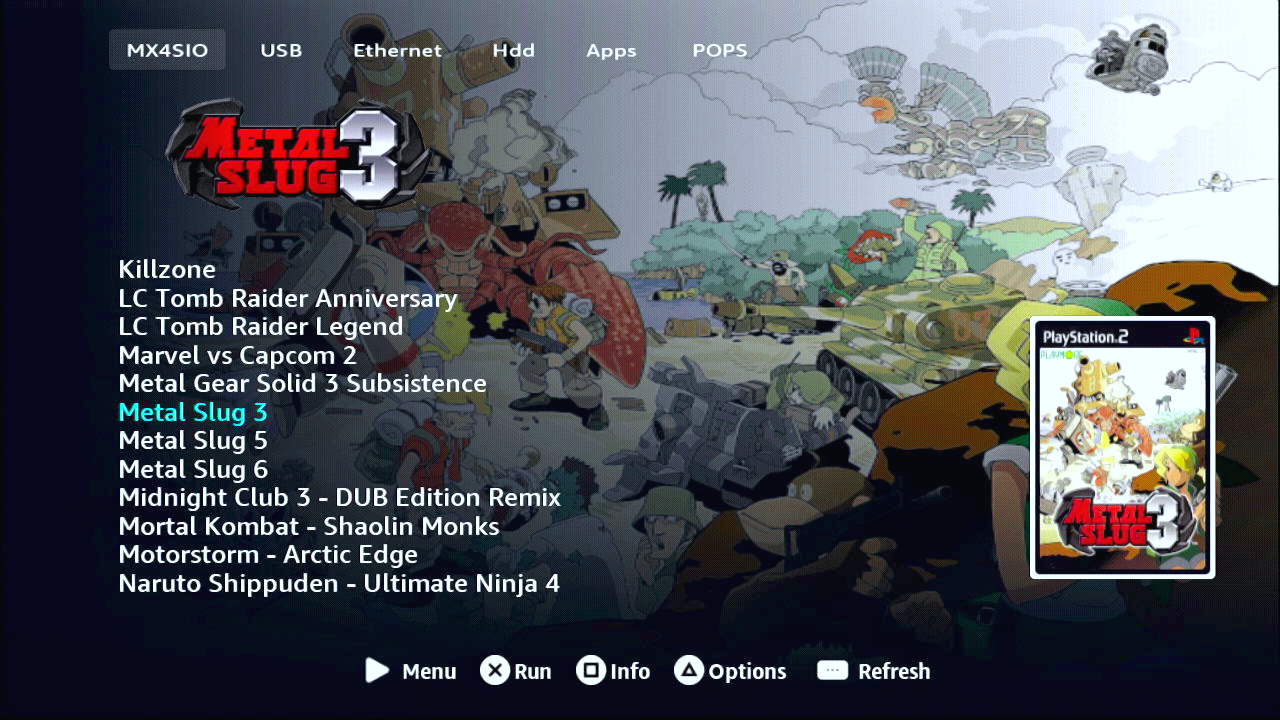 MX4SIO USB Ethernet Hdd Apps POPS
METAL SLUG 3
Killzone
LC Tomb Raider Anniversary
LC Tomb Raider Legend
Marvel vs Capcom 2
Metal Gear Solid 3 Subsistence
Metal Slug 3
Metal Slug 5
Metal Slug 6
Midnight Club 3 - DUB Edition Remix
Mortal Kombat - Shaolin Monks
Motorstorm - Arctic Edge
Naruto Shippuden - Ultimate Ninja 4
PlayStation 2
PLAYMORE
METAL SLUG 3
Menu Run Info Options Refresh